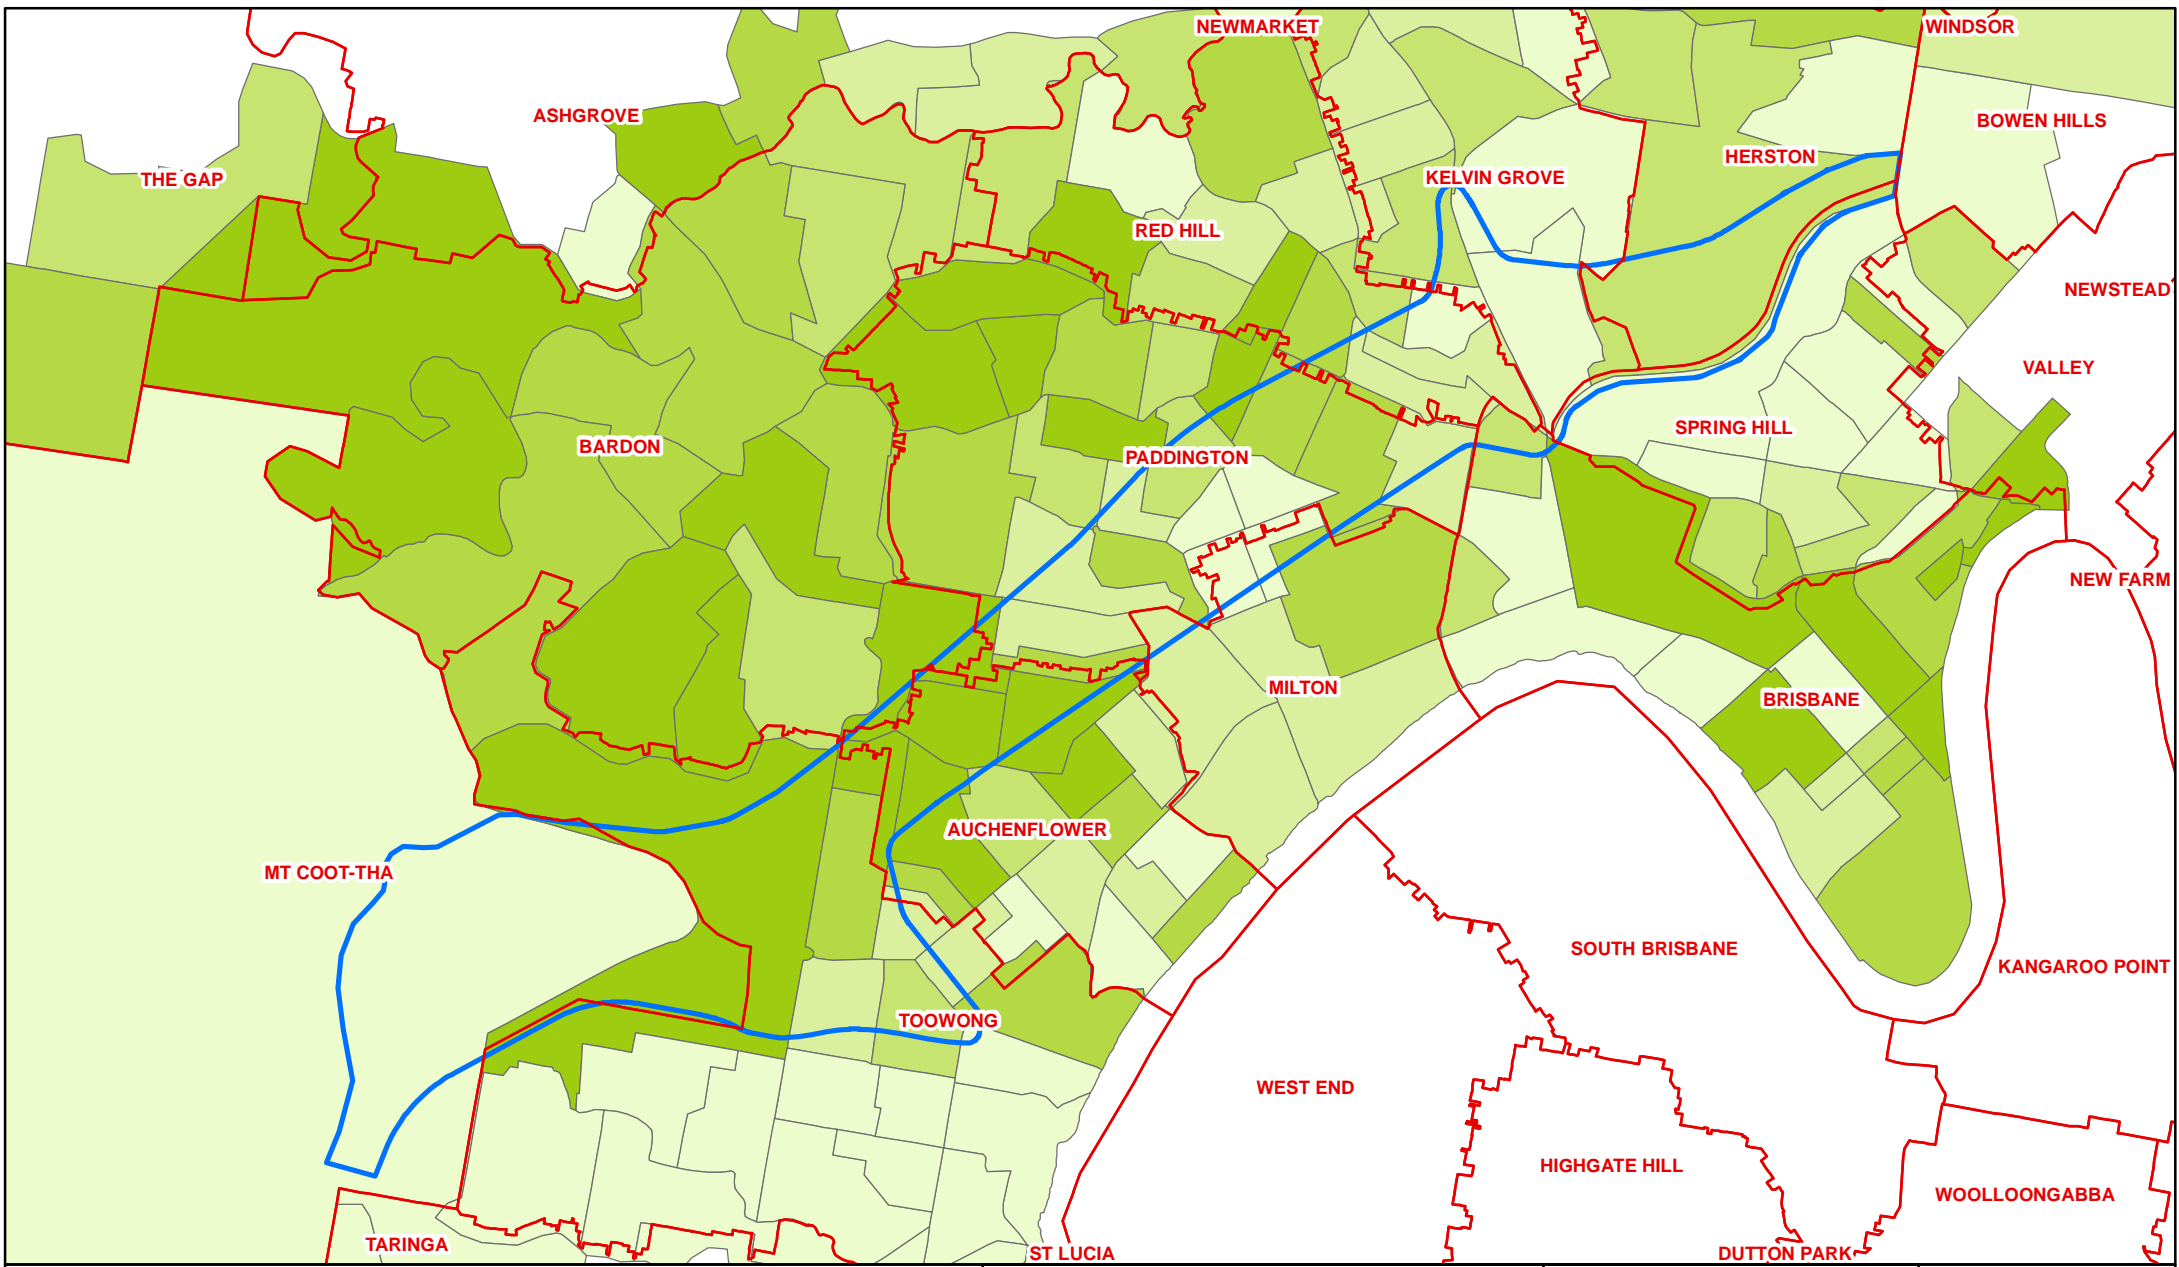 NEWMARKET
WINDSOR
ASHGROVE
BOWEN HILLS
HERSTON
THE GAP
KELVIN GROVE
RED HILL
NEWSTEAD
VALLEY
SPRING HILL
BARDON
PADDINGTON
NEW FARM
MILTON
BRISBANE
AUCHENFLOWER
MT COOT-THA
SOUTH BRISBANE
KANGAROO POINT
TOOWONG
WEST END
HIGHGATE HILL
WOOLLOONGABBA
TARINGA
ST LUCIA
DUTTON PARK